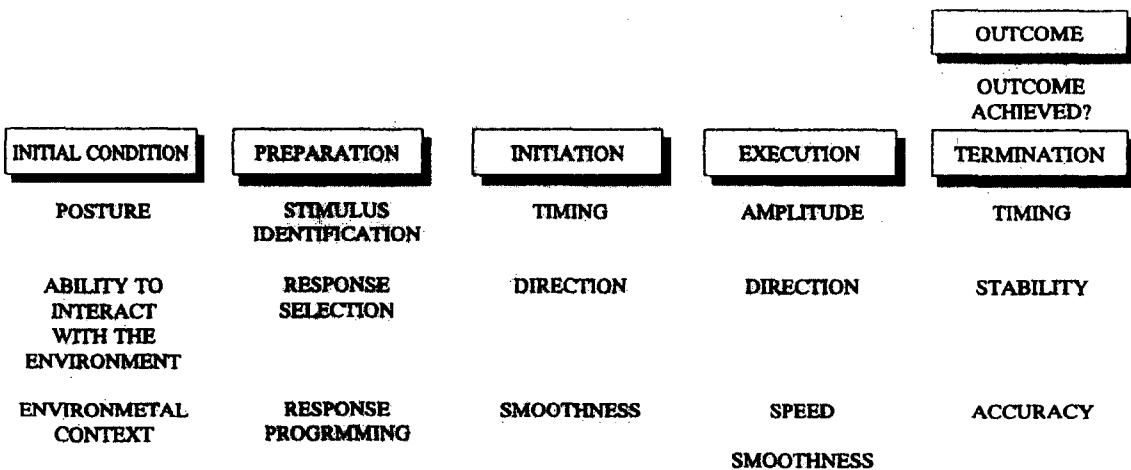 OUTCOME
OUTCOME
ACHIEVED?
INITIAL CONDITION
PREPARATION
INITIATION
EXECUTION
TERMINATION
POSTURE
STIMULUS
IDENTIFICATION
TIMING
AMPLITUDE
TIMING
ABILITY TO
INTERACT
WITH THE
ENVIRONMENT
RESPONSE
SELECTION
DIRECTION
DIRECTION
STABILITY
ENVIRONMETAL
CONTEXT
RESPONSE
PROGRMMING
SMOOTHNESS
SPEED
SMOOTHNESS
ACCURACY